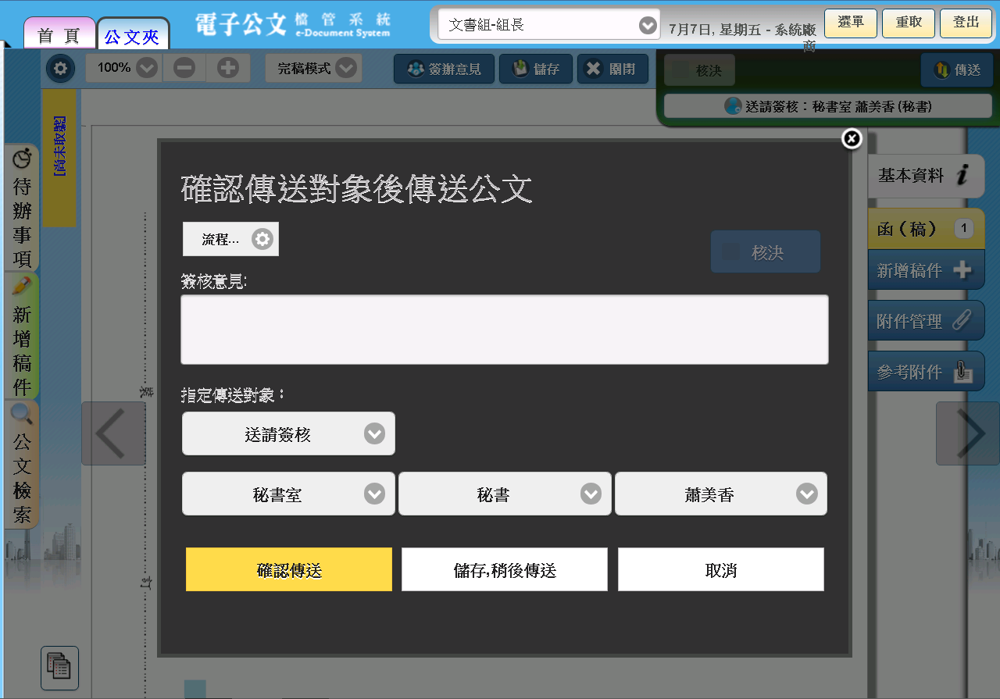 首 頁
公文夾
電子公文 檔管系統
e-Document System
文書組-組長
7月7日, 星期五 - 系統廠商
選單
重取
登出
100%
完稿模式
簽辦意見
儲存
關閉
核決
傳送
送請簽核：秘書室 蕭美香 (秘書)
[尚未取號]
待辦事項
新增稿件
公文檢索
基本資料
函（稿）
1
新增稿件
附件管理
參考附件
裝
訂
確認傳送對象後傳送公文
流程...
核決
簽核意見:
指定傳送對象：
送請簽核
秘書室
秘書
蕭美香
確認傳送
儲存,稍後傳送
取消